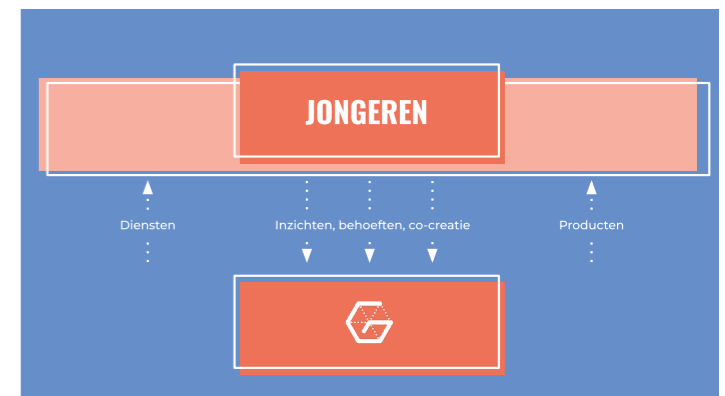 JONGEREN
Diensten
Inzichten, behoeften, co-creatie
Producten